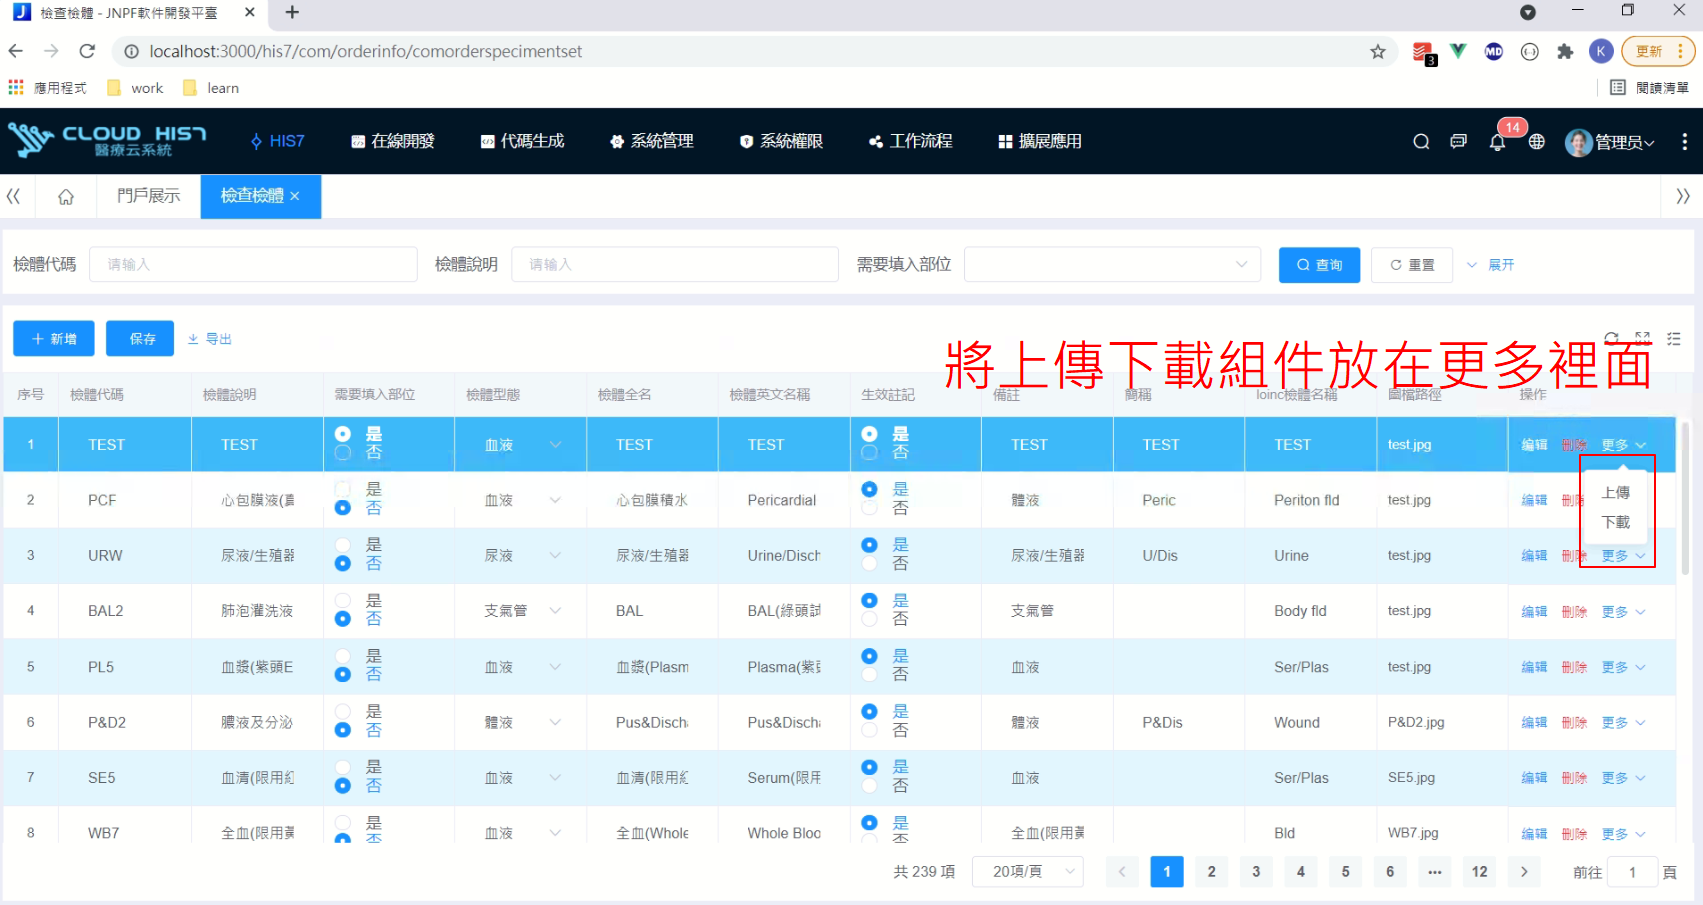 檢查檢體 - JNPF軟件開發平臺
localhost:3000/his7/com/orderinfo/comorderspecimentset
3
MD
K
更新
應用程式 work learn 閱讀清單
CLOUD HIS7
醫療云系統
HIS7 在線開發 代碼生成 系統管理 系統權限 工作流程 擴展應用 14 管理员
門戶展示 檢查檢體
檢體代碼 请输入 檢體說明 请输入 需要填入部位 查询 重置 展开
新增 保存 导出
將上傳下載組件放在更多裡面
序号 檢體代碼 檢體說明 需要填入部位 檢體型態 檢體全名 檢體英文名稱 生效註記 備註 簡稱 loinc檢體名稱 圖檔路徑 操作
1 TEST TEST 是 否 血液 TEST TEST 是 否 TEST TEST TEST test.jpg 编辑 刪除 更多
上傳
下載
2 PCF 心包膜液(真 是 否 血液 心包膜積水 Pericardial 是 否 體液 Peric Periton fld test.jpg 编辑 刪除
3 URW 尿液/生殖器 是 否 尿液 尿液/生殖器 Urine/Disch 是 否 尿液/生殖器 U/Dis Urine test.jpg 编辑 刪除 更多
4 BAL2 肺泡灌洗液 是 否 支氣管 BAL BAL(綠頭試 是 否 支氣管 Body fld test.jpg 编辑 刪除 更多
5 PL5 血漿(紫頭E 是 否 血液 血漿(Plasm Plasma(紫頭 是 否 血液 Ser/Plas test.jpg 编辑 刪除 更多
6 P&D2 膿液及分泌 是 否 體液 Pus&Discha Pus&Discha 是 否 體液 P&Dis Wound P&D2.jpg 编辑 刪除 更多
7 SE5 血清(限用紅 是 否 血液 血清(限用紅 Serum(限用 是 否 血液 Ser/Plas SE5.jpg 编辑 刪除 更多
8 WB7 全血(限用黃 是 否 血液 全血(Whole Whole Bloo 是 否 全血(限用黃 Bld WB7.jpg 编辑 刪除 更多
共 239 項 20項/頁 1 2 3 4 5 6 ••• 12 前往 1 頁